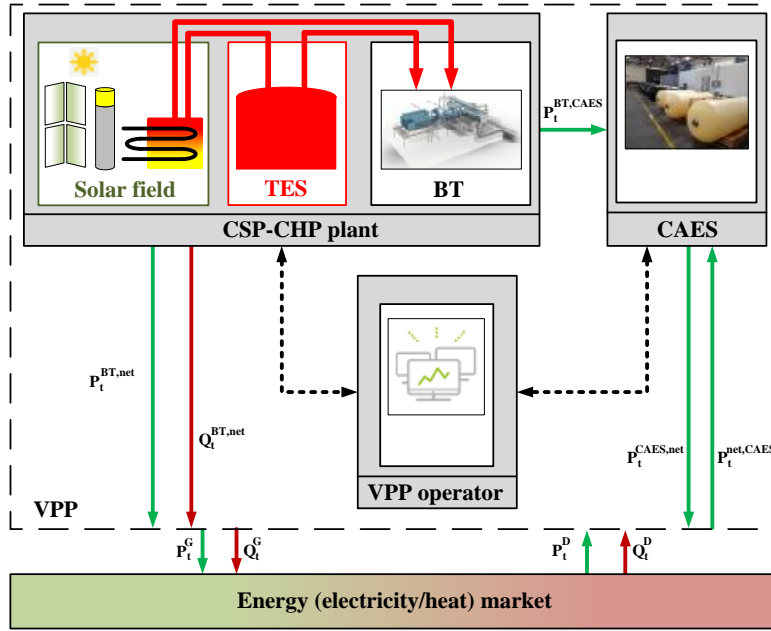 Solar field
TES
BT
CSP-CHP plant
P_t^{BT,CAES}
CAES
P_t^{BT,net}
Q_t^{BT,net}
VPP operator
P_t^{CAES,net}
P_t^{net,CAES}
VPP
P_t^G
Q_t^G
P_t^D
Q_t^D
Energy (electricity/heat) market